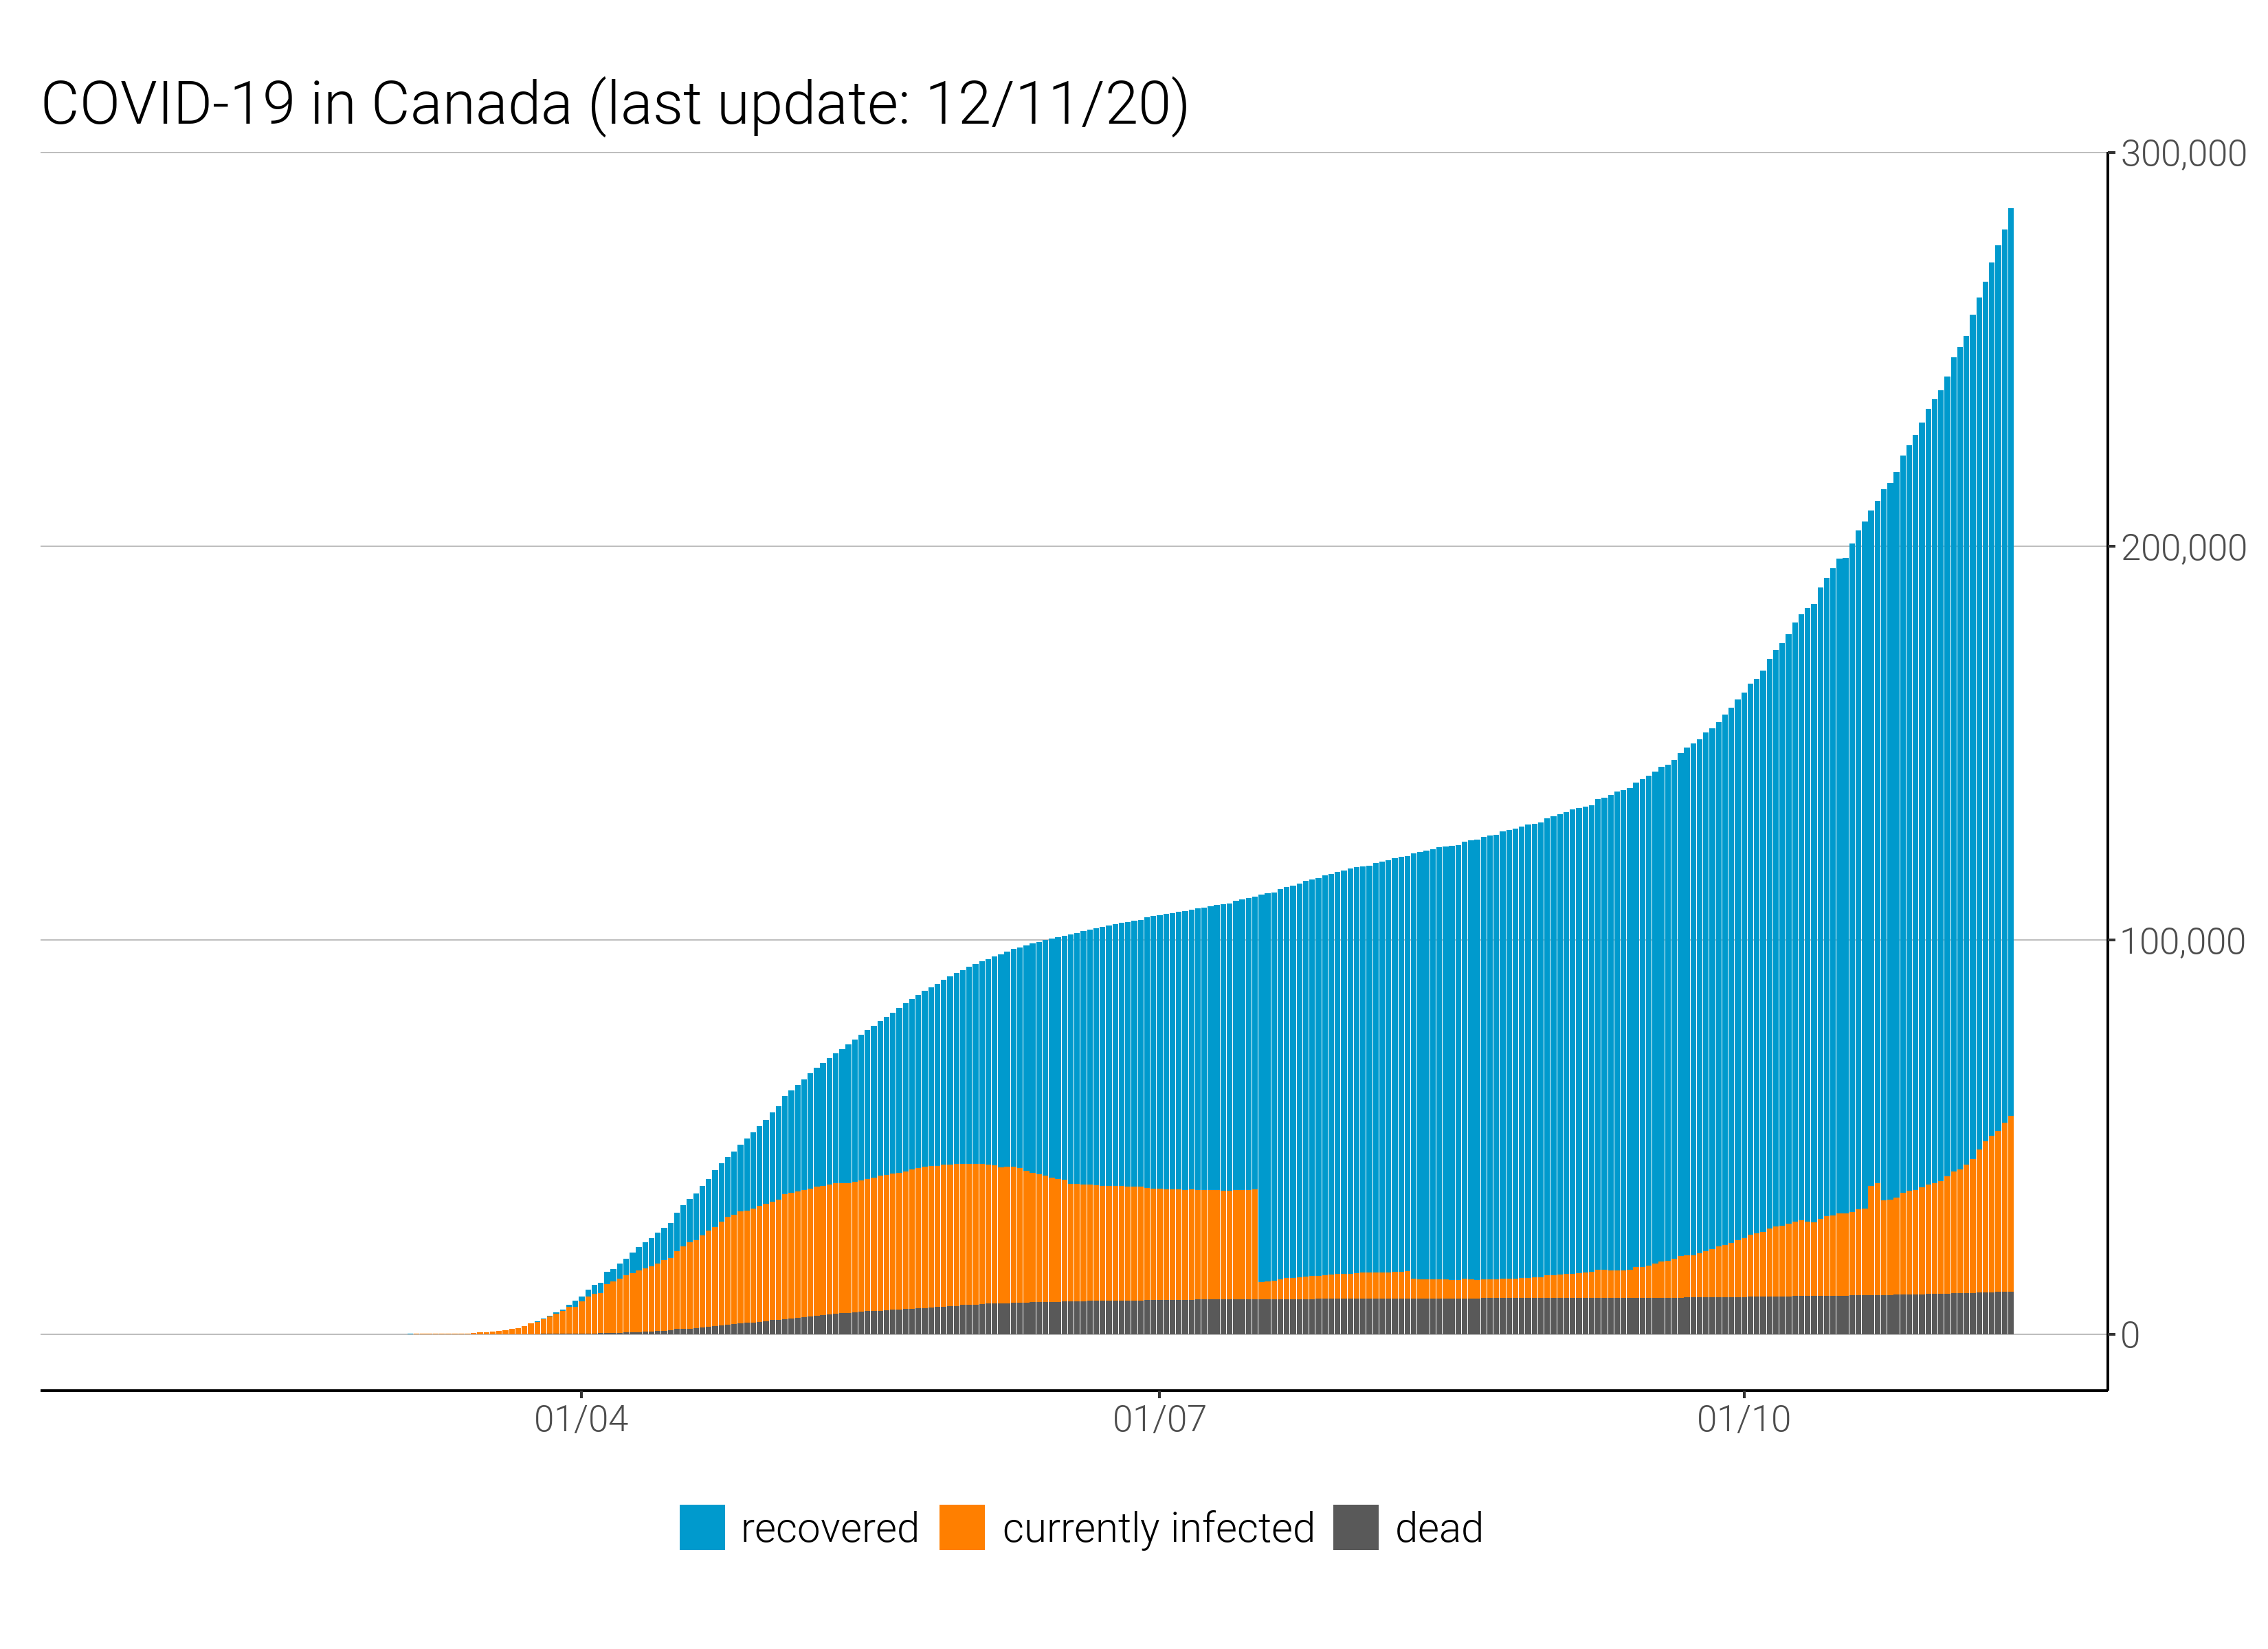 COVID-19 in Canada (last update: 12/11/20)
300,000
200,000
100,000
0
01/04 01/07 01/10
recovered currently infected dead